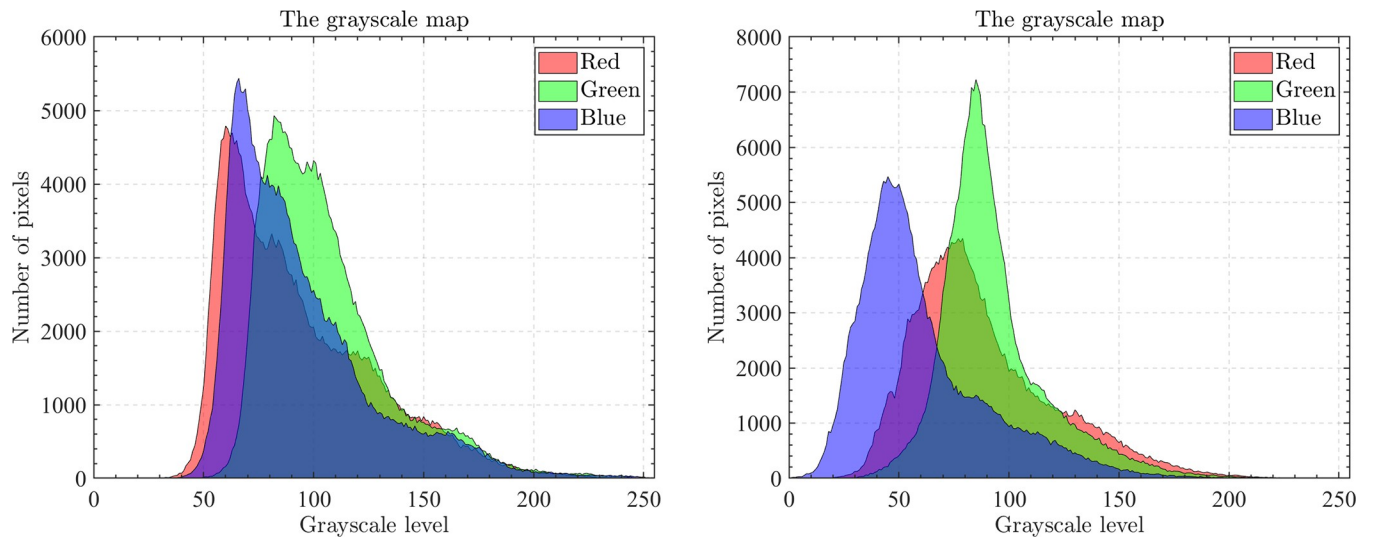 The grayscale map
6000
5000
4000
3000
2000
1000
0
Number of pixels
Red
Green
Blue
0 50 100 150 200 250
Grayscale level
The grayscale map
8000
7000
6000
5000
4000
3000
2000
1000
0
Number of pixels
Red
Green
Blue
0 50 100 150 200 250
Grayscale level